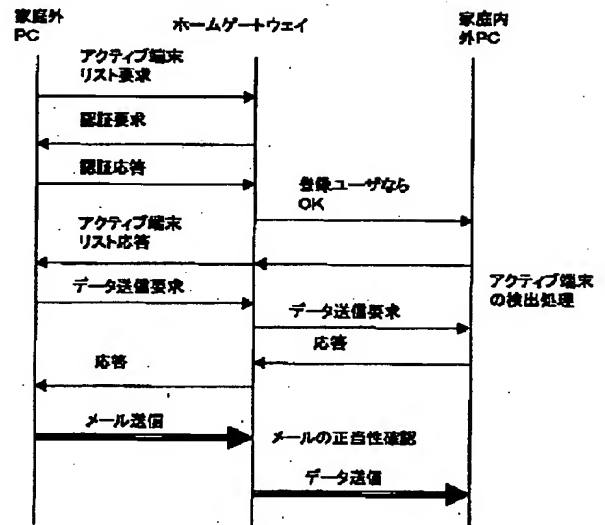 家庭外
PC
ホームゲートウェイ
家庭内
外PC
アクティブ端末
リスト要求
認証要求
認証応答
登録ユーザなら
OK
アクティブ端末
リスト応答
アクティブ端末
の検出処理
データ送信要求
データ送信要求
応答
応答
メール送信
メールの正当性確認
データ送信